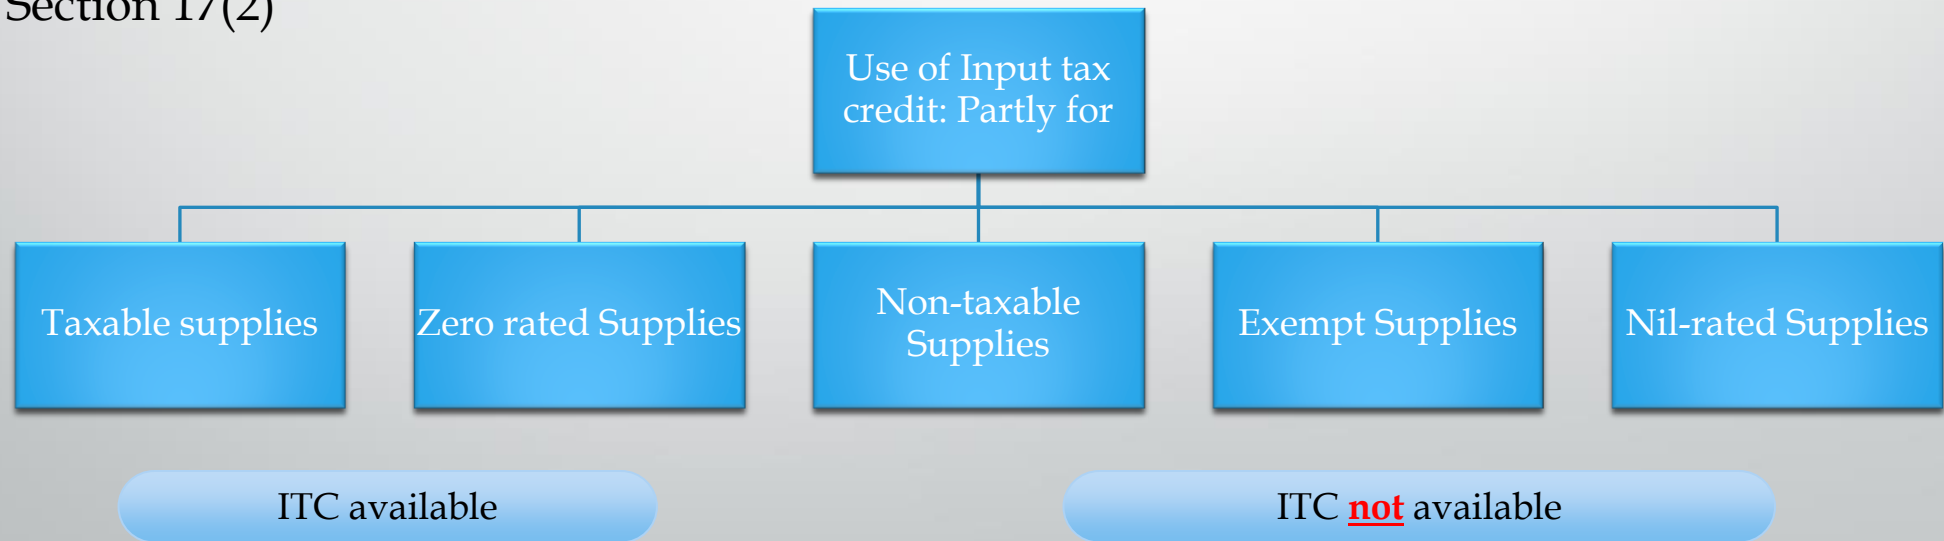 Section 17(2)
Use of Input tax
credit: Partly for
Taxable supplies
Zero rated Supplies
Non-taxable
Supplies
Exempt Supplies
Nil-rated Supplies
ITC available
ITC not available